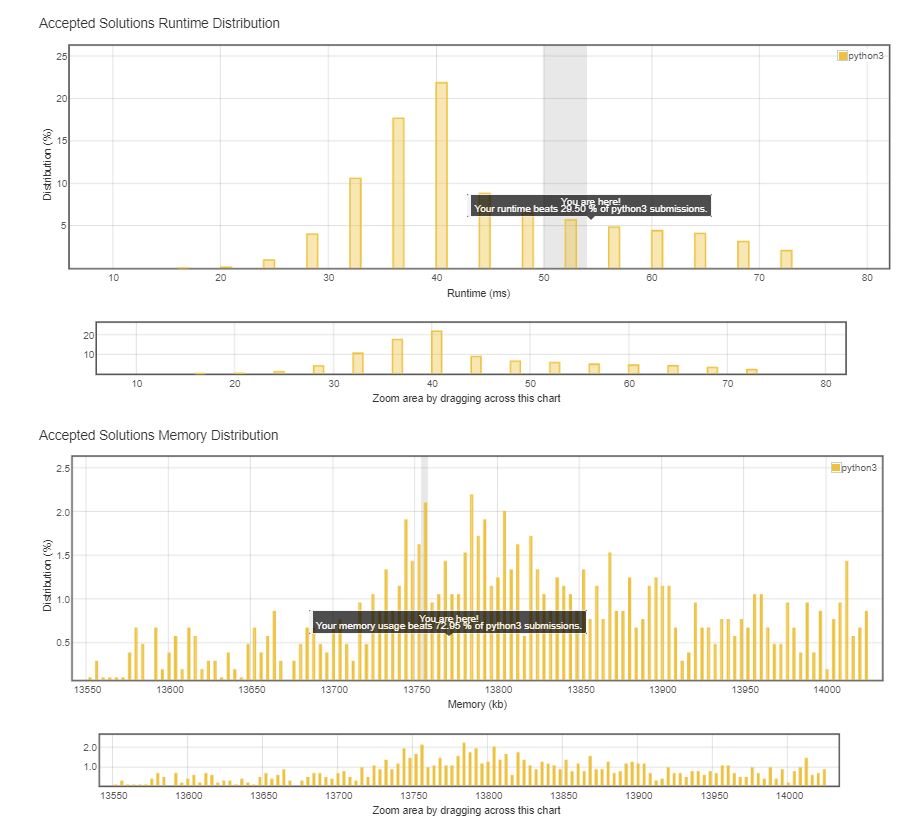 Accepted Solutions Runtime Distribution
25
20
15
10
5
Distribution (%)
python3
You are here!
Your runtime beats 29.50 % of python3 submissions.
10 20 30 40 50 60 70 80
Runtime (ms)
20
10
10 20 30 40 50 60 70 80
Zoom area by dragging across this chart
Accepted Solutions Memory Distribution
2.5
2.0
1.5
1.0
0.5
Distribution (%)
python3
You are here!
Your memory usage beats 72.95 % of python3 submissions.
13550 13600 13650 13700 13750 13800 13850 13900 13950 14000
Memory (kb)
2.0
1.0
13550 13600 13650 13700 13750 13800 13850 13900 13950 14000
Zoom area by dragging across this chart